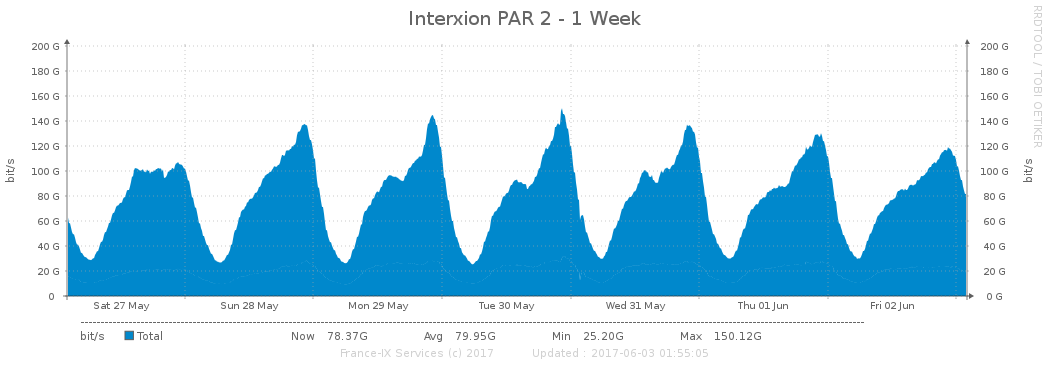 Interxion PAR 2 - 1 Week
RRDTOOL / TOBI OETIKER
bit/s
200 G
180 G
160 G
140 G
120 G
100 G
80 G
60 G
40 G
20 G
0
200 G
180 G
160 G
140 G
120 G
100 G
80 G
60 G
40 G
20 G
0 G
bit/s
Sat 27 May Sun 28 May Mon 29 May Tue 30 May Wed 31 May Thu 01 Jun Fri 02 Jun
bit/s Total Now 78.37G Avg 79.95G Min 25.20G Max 150.12G
France-IX Services (c) 2017 Updated : 2017-06-03 01:55:05